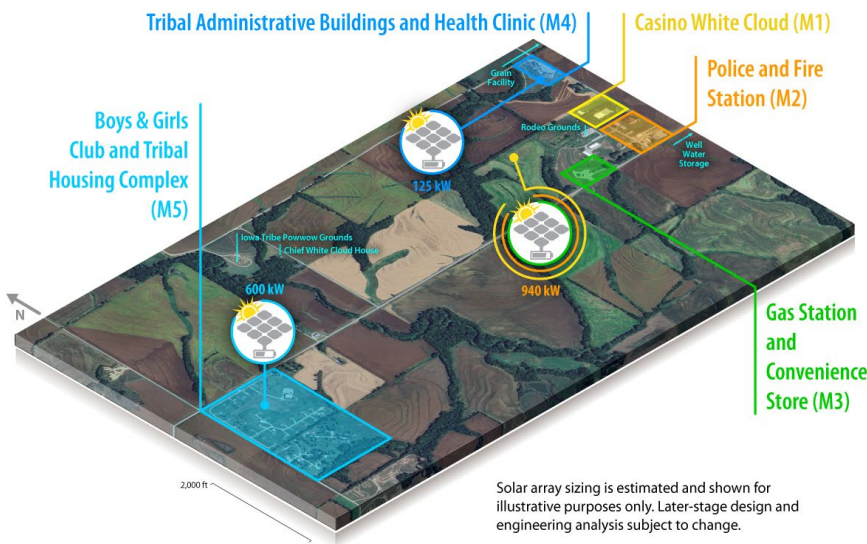 Tribal Administrative Buildings and Health Clinic (M4)
Casino White Cloud (M1)
Grain
Facility
Police and Fire
Station (M2)
Boys & Girls
Club and Tribal
Housing Complex
(M5)
Rodeo Grounds
Well
Water
Storage
125 kW
Iowa Tribe Powwow Grounds
Chief White Cloud House
600 kW
940 kW
N
Gas Station
and
Convenience
Store (M3)
2,000 ft
Solar array sizing is estimated and shown for
illustrative purposes only. Later-stage design and
engineering analysis subject to change.